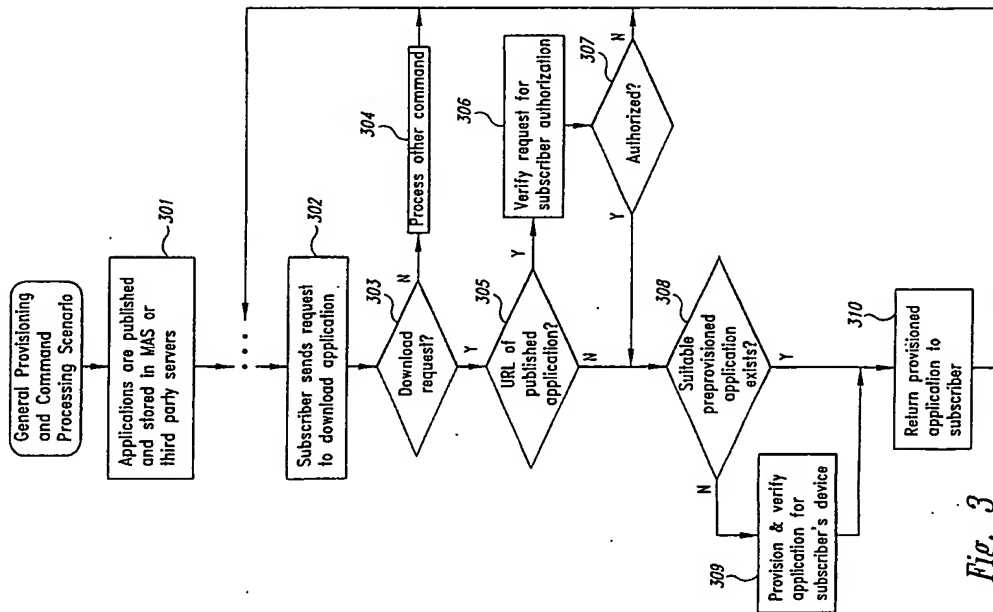 General Provisioning
and Command
Processing Scenario
301
Applications are published
and stored in MAS or
third party servers
...
302
Subscriber sends request
to download application
303
Download
request?
N
Y
304
Process other command
305
URL of
published
application?
Y
N
306
Verify request for
subscriber authorization
307
Authorized?
N
Y
308
Suitable
preprovisioned
application
exists?
N
Y
309
Provision & verify
application for
subscriber's device
310
Return provisioned
application to
subscriber
Fig. 3